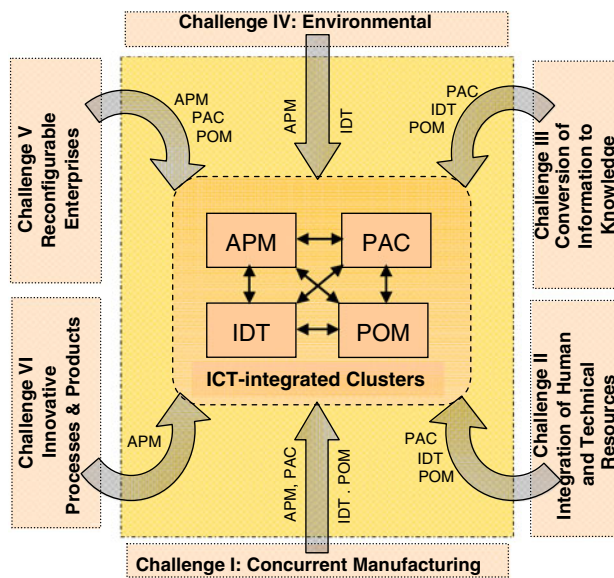 Challenge IV: Environmental
Challenge V
Reconfigurable
Enterprises
APM
PAC
POM
APM
IDT
PAC
IDT
POM
Challenge III
Conversion of
Information to
Knowledge
APM
PAC
IDT
POM
ICT-integrated Clusters
Challenge VI
Innovative
Processes & Products
APM
APM, PAC
IDT . POM
PAC
IDT
POM
Challenge II
Integration of Human
and Technical
Resources
Challenge I: Concurrent Manufacturing